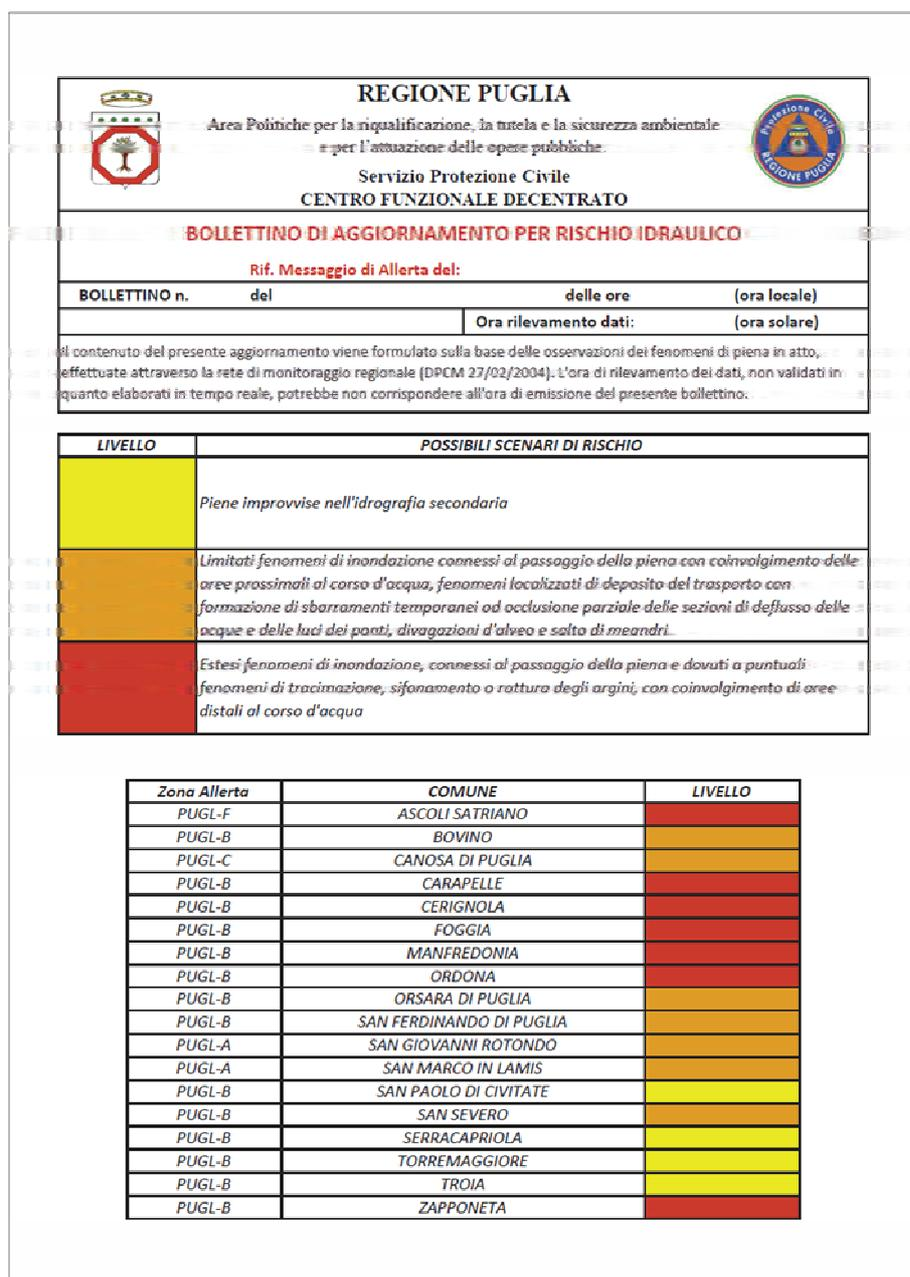 REGIONE PUGLIA
Area Politiche per la riqualificazione, la tutela e la sicurezza ambientale
e per l'attuazione delle opere pubbliche.
Servizio Protezione Civile
CENTRO FUNZIONALE DECENTRATO
Protezione Civile
REGIONE PUGLIA
BOLLETTINO DI AGGIORNAMENTO PER RISCHIO IDRAULICO
Rif. Messaggio di Allerta del:
BOLLETTINO n. del delle ore (ora locale)
Ora rilevamento dati: (ora solare)
Il contenuto del presente aggiornamento viene formulato sulla base delle osservazioni dei fenomeni di piena in atto,
effettuate attraverso la rete di monitoraggio regionale (DPCM 27/02/2004). L'ora di rilevamento dei dati, non validati in
quanto elaborati in tempo reale, potrebbe non corrispondere all'ora di emissione del presente bollettino.
LIVELLO POSSIBILI SCENARI DI RISCHIO
Piene improvvise nell'idrografia secondaria
Limitati fenomeni di inondazione connessi al passaggio della piena con coinvolgimento delle
aree prossimali al corso d'acqua, fenomeni localizzati di deposito del trasporto con
formazione di sbarramenti temporanei od occlusione parziale delle sezioni di deflusso delle
acque e delle luci dei ponti, divagazioni d'alveo e salto di meandri.
Estesi fenomeni di inondazione, connessi al passaggio della piena e dovuti a puntuali
fenomeni di tracimazione, sifonamento o rottura degli argini, con coinvolgimento di aree
distali al corso d'acqua
Zona Allerta COMUNE LIVELLO
PUGL-F ASCOLI SATRIANO
PUGL-B BOVINO
PUGL-C CANOSA DI PUGLIA
PUGL-B CARAPELLE
PUGL-B CERIGNOLA
PUGL-B FOGGIA
PUGL-B MANFREDONIA
PUGL-B ORDONA
PUGL-B ORSARA DI PUGLIA
PUGL-B SAN FERDINANDO DI PUGLIA
PUGL-A SAN GIOVANNI ROTONDO
PUGL-A SAN MARCO IN LAMIS
PUGL-B SAN PAOLO DI CIVITATE
PUGL-B SAN SEVERO
PUGL-B SERRACAPRIOLA
PUGL-B TORREMAGGIORE
PUGL-B TROIA
PUGL-B ZAPPONETA